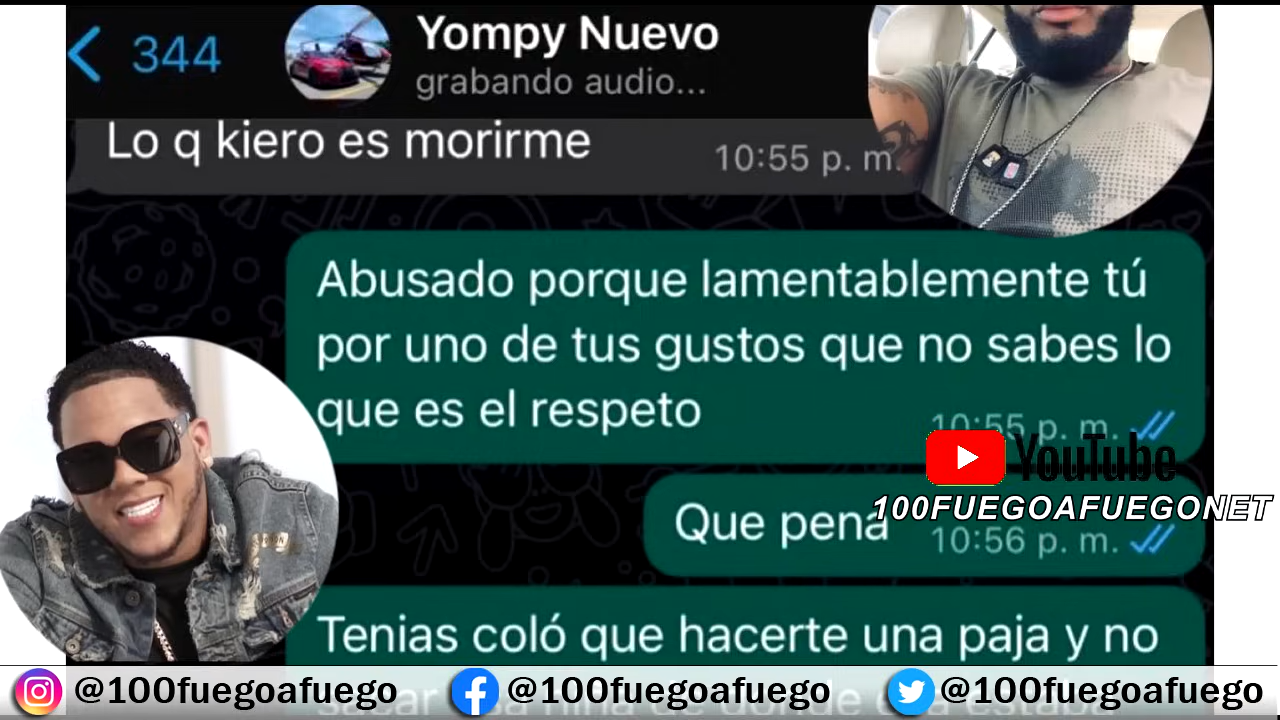 344
Yompy Nuevo
grabando audio...
Lo q kiero es morirme
10:55 p. m.
Abusado porque lamentablemente tú
por uno de tus gustos que no sabes lo
que es el respeto
10:55 p. m.
YouTube
100FUEGOAFUEGONET
Que pena
10:56 p. m.
Tenias coló que hacerte una paja y no
@100fuegoafuego
@100fuegoafuego
@100fuegoafuego